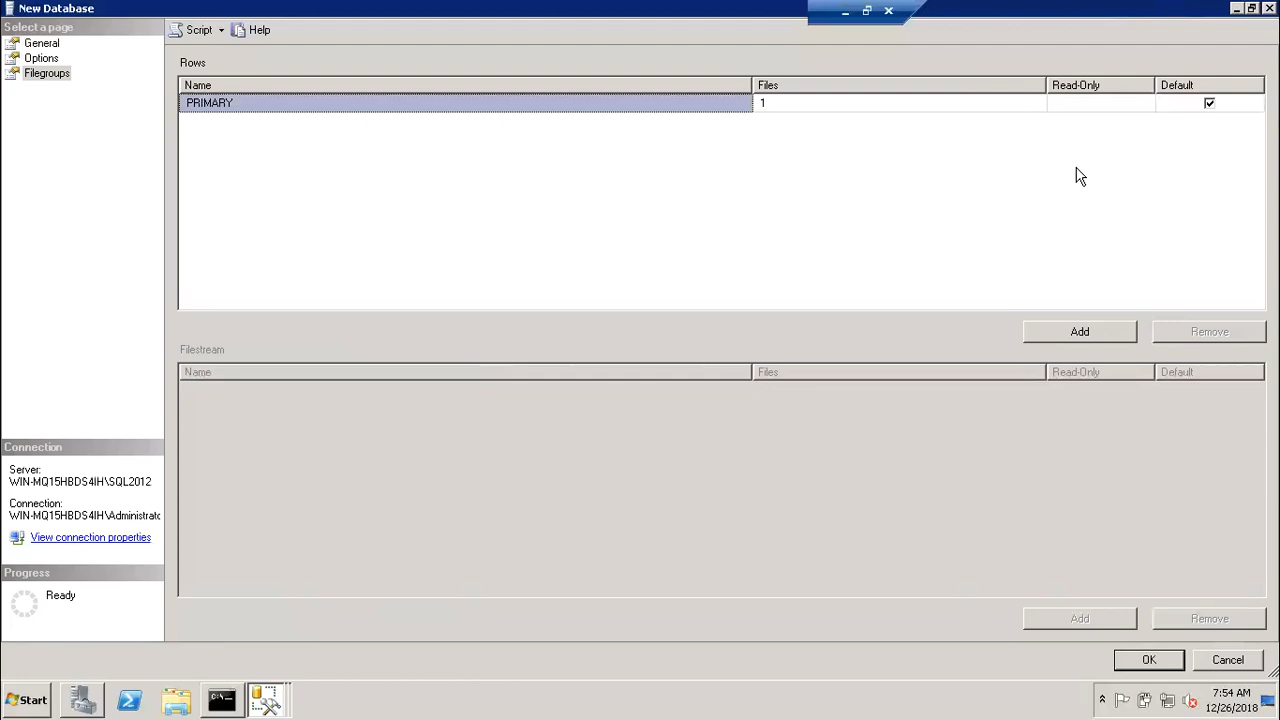 New Database
Select a page
General
Options
Filegroups
Script
Help
Rows
Name Files Read-Only Default
PRIMARY 1
Add Remove
Filestream
Name Files Read-Only Default
Add Remove
Connection
Server:
WIN-MQ15HBDS4IH\SQL2012
Connection:
WIN-MQ15HBDS4IH\Administrato
View connection properties
Progress
Ready
OK Cancel
Start
C:\
7:54 AM
12/26/2018